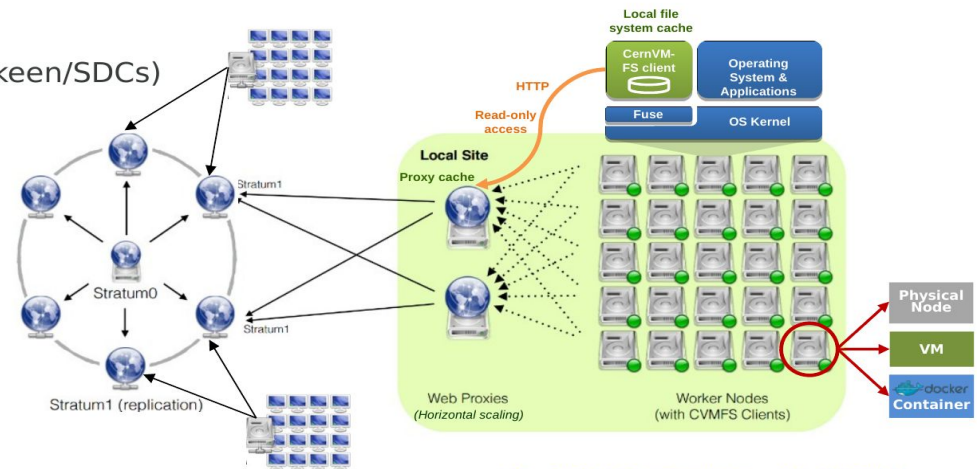 keen/SDCs)
Local file
system cache
CernVM-
FS client
Operating
System &
Applications
Fuse
OS Kernel
HTTP
Read-only
access
Local Site
Proxy cache
Stratum1
Stratum0
Stratum1
Stratum1 (replication)
Web Proxies
(Horizontal scaling)
Worker Nodes
(with CVMFS Clients)
Physical
Node
VM
docker
Container